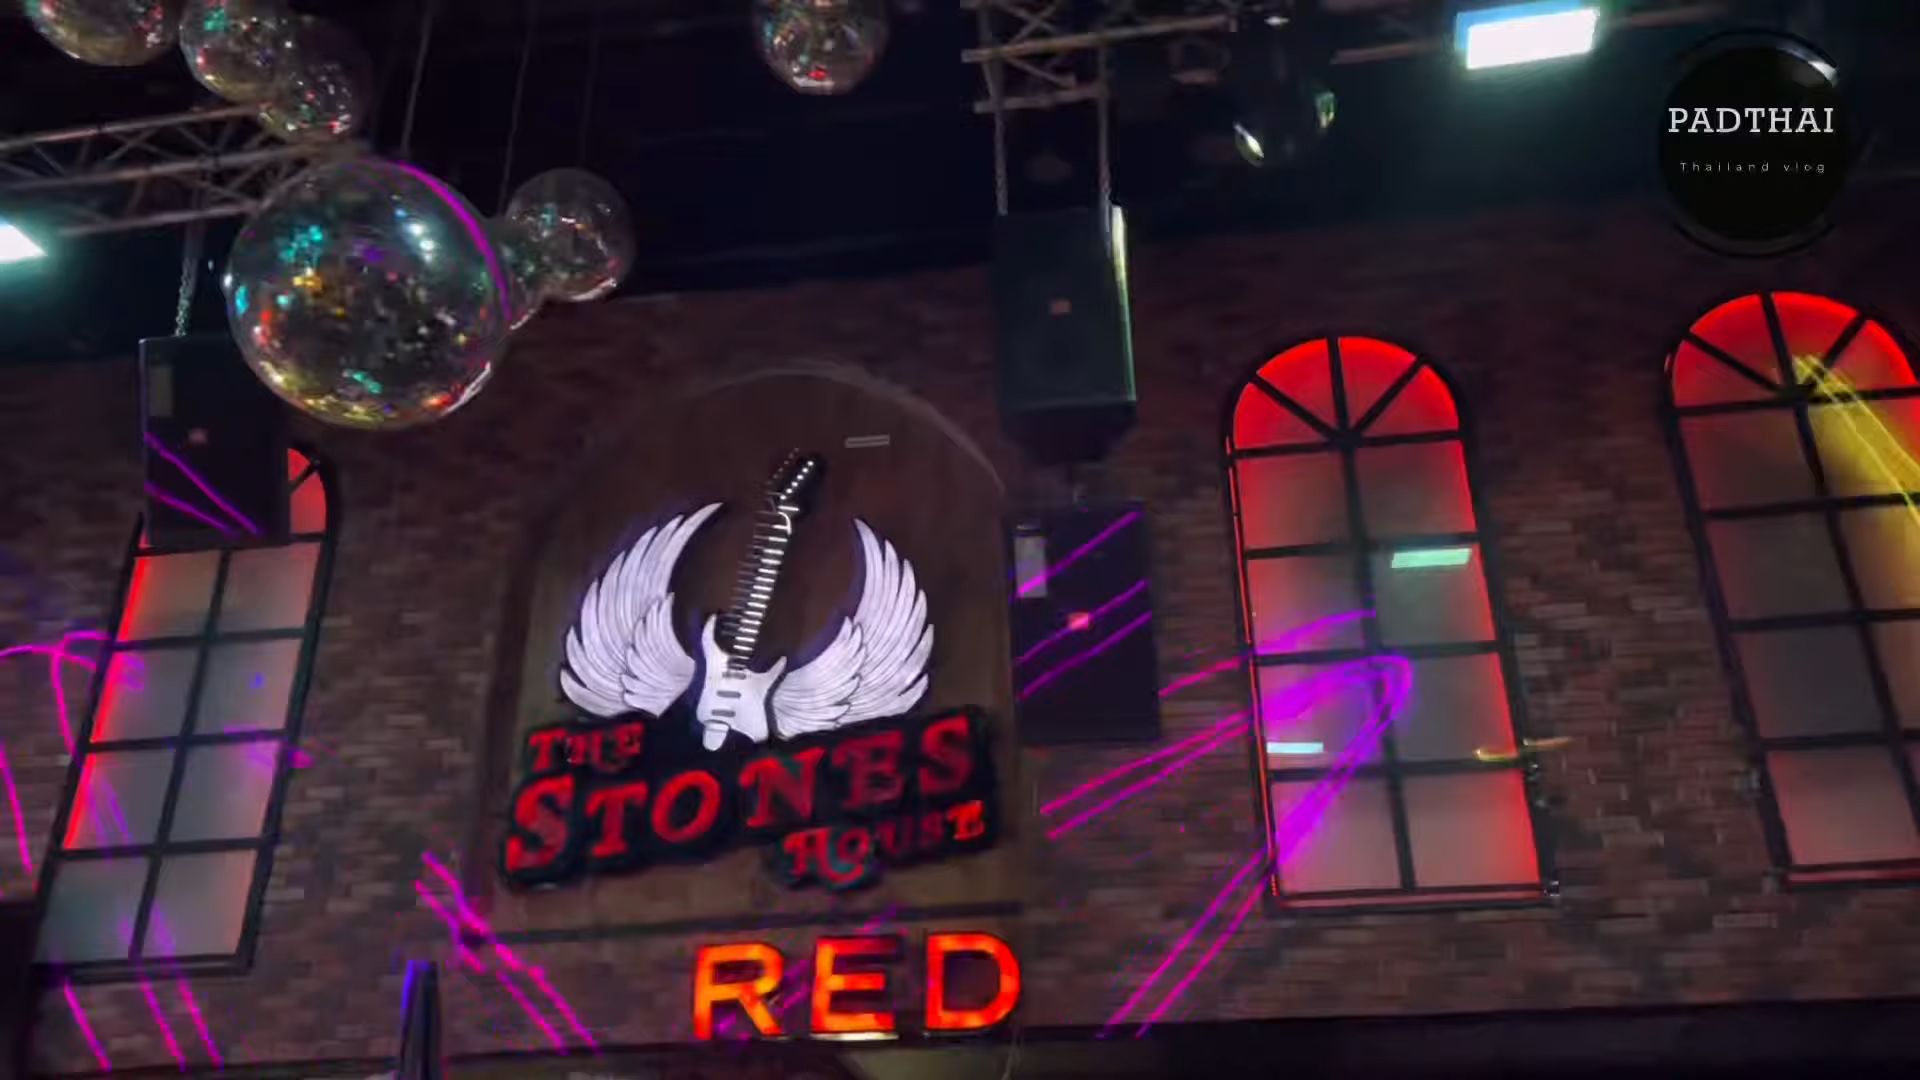 PADTHAI
Thailand vlog
THE
STONES
HOUSE
RED